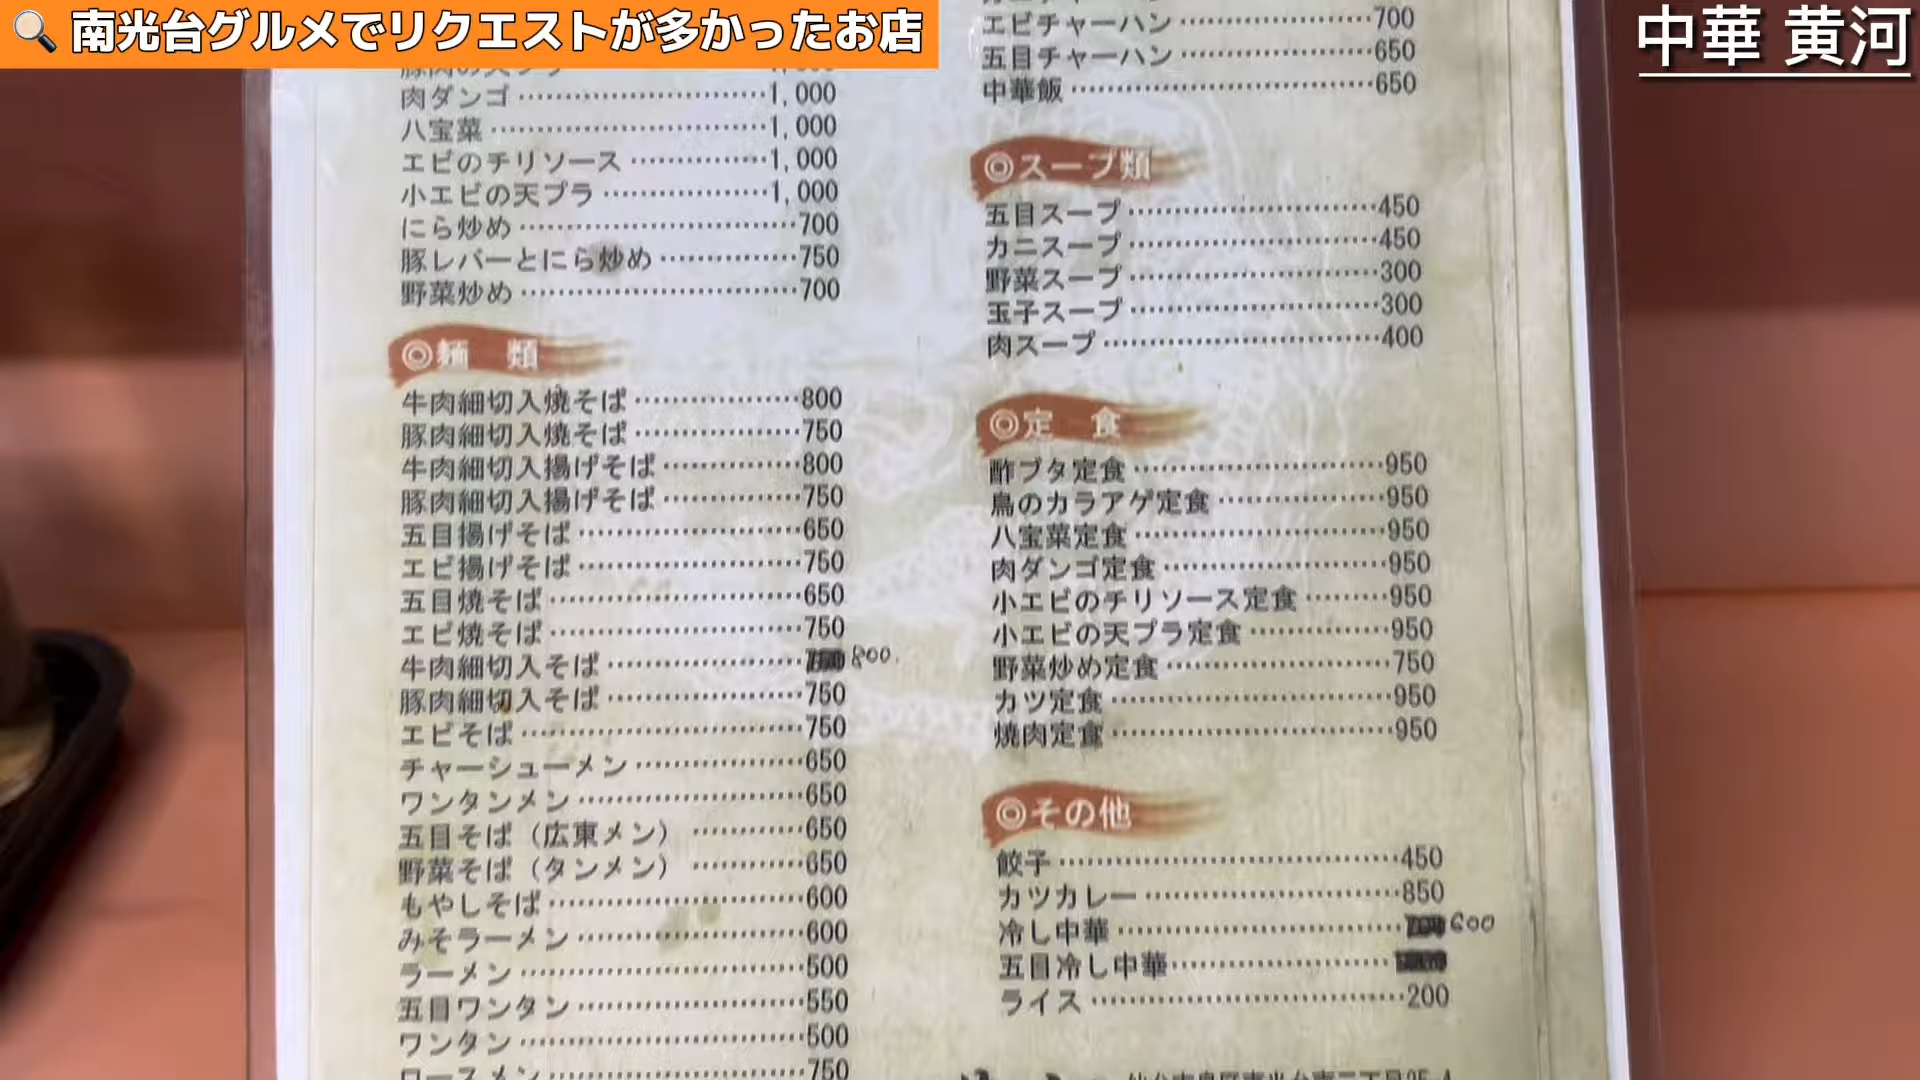 南光台グルメでリクエストが多かったお店
中華 黄河
肉ダンゴ…………………………1,000
八宝菜……………………………1,000
エビのチリソース………………1,000
小エビの天プラ…………………1,000
にら炒め…………………………700
豚レバーとにら炒め……………750
野菜炒め…………………………700
◎麺 類
牛肉細切入焼そば………………800
豚肉細切入焼そば………………750
牛肉細切入揚げそば……………800
豚肉細切入揚げそば……………750
五目揚げそば……………………650
エビ揚げそば……………………750
五目焼そば………………………650
エビ焼そば………………………750
牛肉細切入そば…………………800
豚肉細切入そば…………………750
エビそば…………………………750
チャーシューメン………………650
ワンタンメン……………………650
五目そば（広東メン）…………650
野菜そば（タンメン）…………650
もやしそば………………………600
みそラーメン……………………600
ラーメン…………………………500
五目ワンタン……………………550
ワンタン…………………………500
ロースメン………………………750
エビチャーハン…………………700
五目チャーハン…………………650
中華飯……………………………650
◎スープ類
五目スープ………………………450
カニスープ………………………450
野菜スープ………………………300
玉子スープ………………………300
肉スープ…………………………400
◎定 食
酢ブタ定食………………………950
鳥のカラアゲ定食………………950
八宝菜定食………………………950
肉ダンゴ定食……………………950
小エビのチリソース定食………950
小エビの天プラ定食……………950
野菜炒め定食……………………750
カツ定食…………………………950
焼肉定食…………………………950
◎その他
餃子………………………………450
カツカレー………………………850
冷し中華…………………………600
五目冷し中華……………………
ライス……………………………200